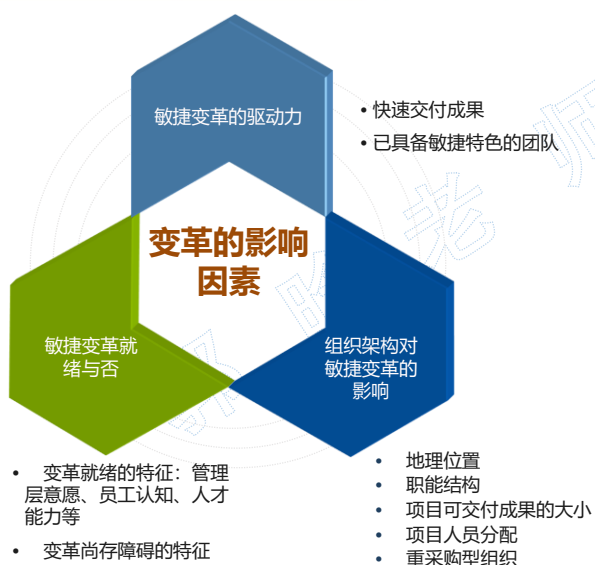 敏捷变革的驱动力
• 快速交付成果
• 已具备敏捷特色的团队
变革的影响
因素
敏捷变革就
绪与否
组织架构对
敏捷变革的
影响
• 变革就绪的特征：管理
层意愿、员工认知、人才
能力等
• 变革尚存障碍的特征
• 地理位置
• 职能结构
• 项目可交付成果的大小
• 项目人员分配
• 重采购型组织
老
师